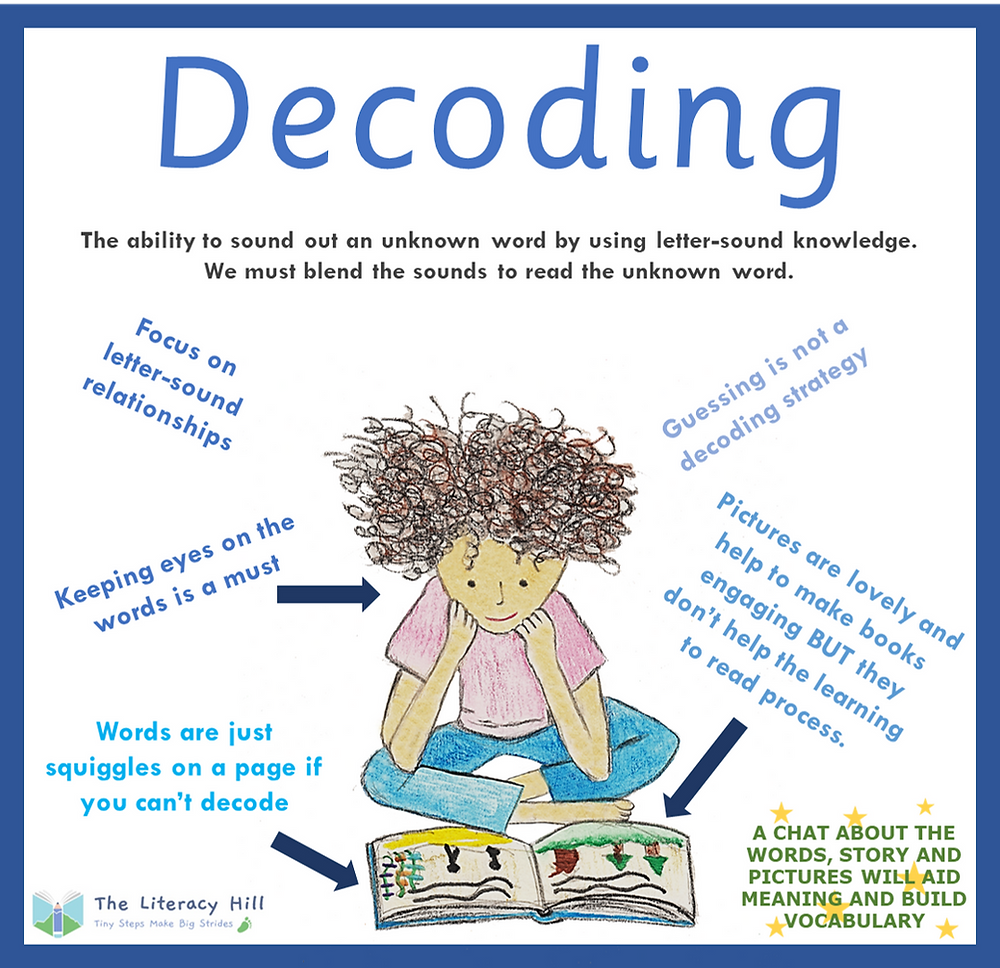 Decoding
The ability to sound out an unknown word by using letter-sound knowledge.
We must blend the sounds to read the unknown word.
Focus on
letter-sound
relationships
Guessing is not a
decoding strategy
Keeping eyes on the
words is a must
Pictures are lovely and
help to make books
engaging BUT they
don't help the learning
to read process.
Words are just
squiggles on a page if
you can't decode
A CHAT ABOUT THE
WORDS, STORY AND
PICTURES WILL AID
MEANING AND BUILD
VOCABULARY
The Literacy Hill
Tiny Steps Make Big Strides